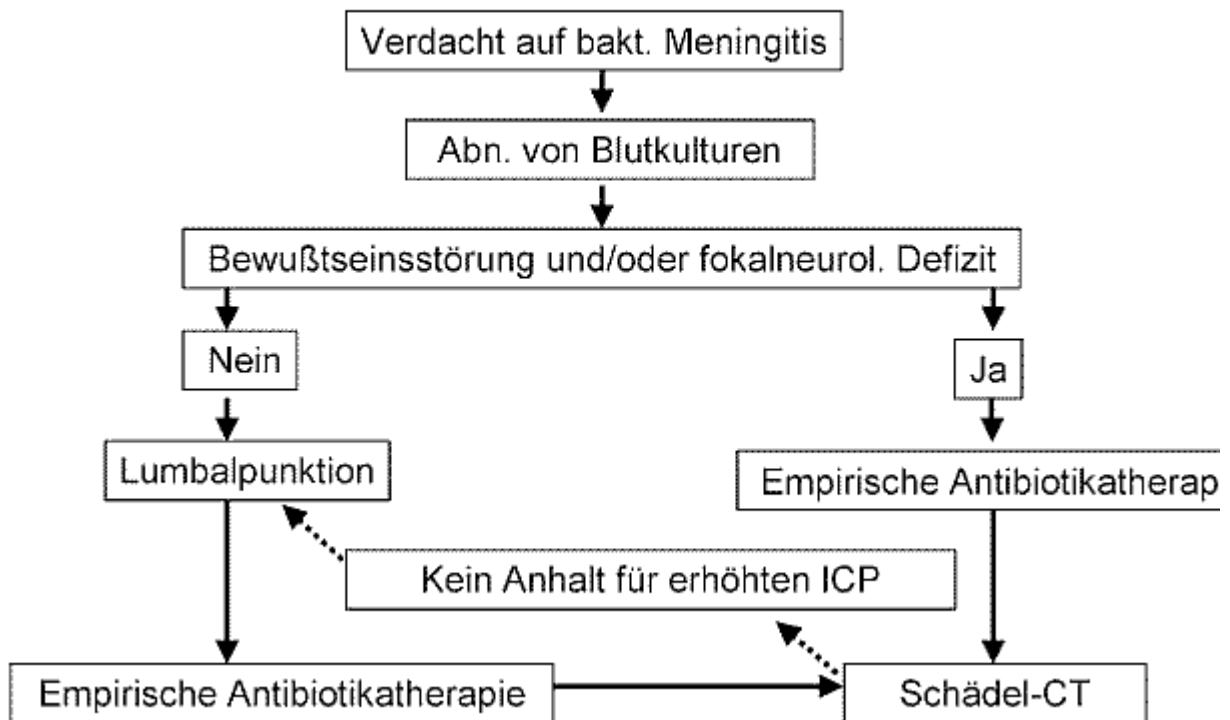 Verdacht auf bakt. Meningitis
Abn. von Blutkulturen
Bewußtseinsstörung und/oder fokalneurol. Defizit
Nein
Ja
Lumbalpunktion
Empirische Antibiotikatherap
Kein Anhalt für erhöhten ICP
Empirische Antibiotikatherapie
Schädel-CT